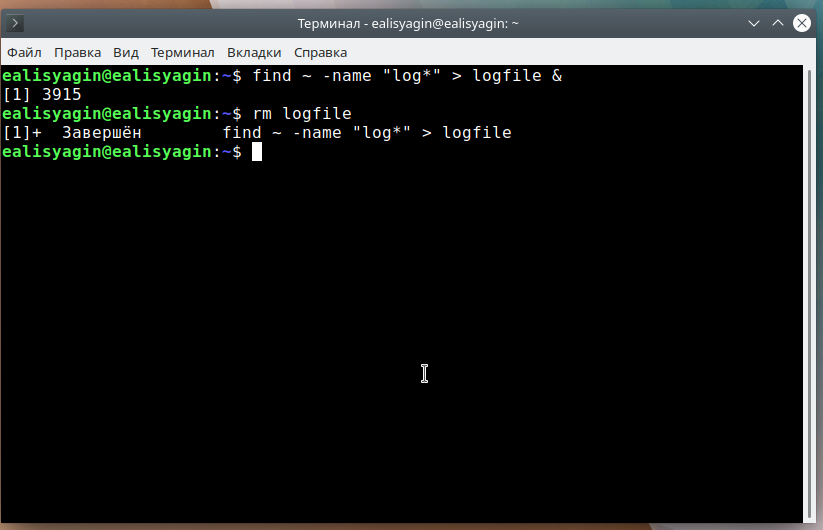 Терминал - ealisyagin@ealisyagin: ~
Файл Правка Вид Терминал Вкладки Справка
ealisyagin@ealisyagin:~$ find ~ -name "log*" > logfile &
[1] 3915
ealisyagin@ealisyagin:~$ rm logfile
[1]+  Завершён        find ~ -name "log*" > logfile
ealisyagin@ealisyagin:~$